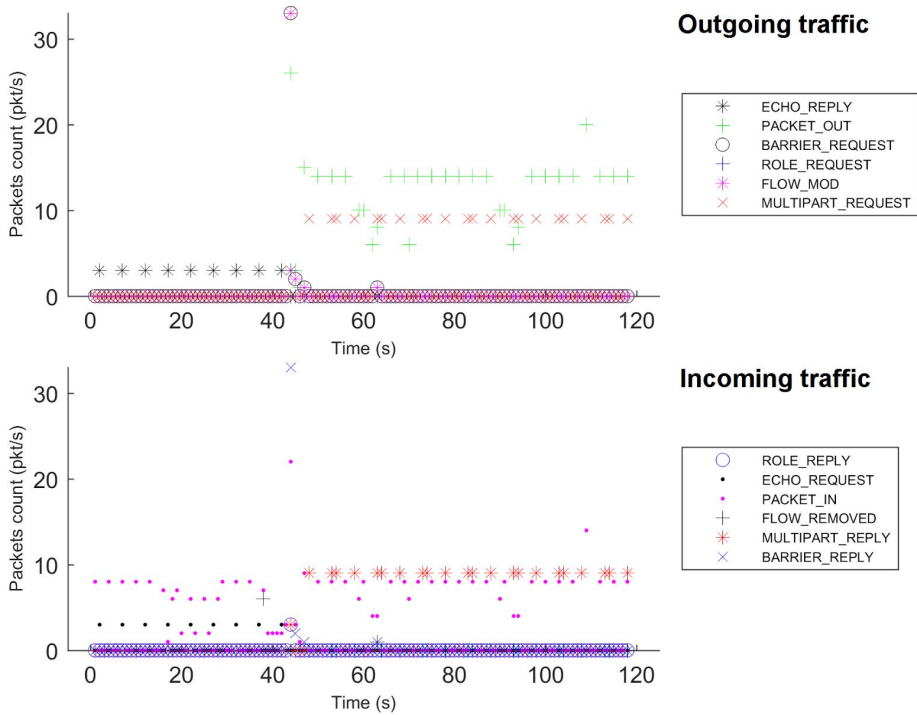 Outgoing traffic
30
20
10
0
Packets count (pkt/s)
0 20 40 60 80 100 120
Time (s)
ECHO_REPLY
PACKET_OUT
BARRIER_REQUEST
ROLE_REQUEST
FLOW_MOD
MULTIPART_REQUEST
Incoming traffic
30
20
10
0
Packets count (pkt/s)
0 20 40 60 80 100 120
Time (s)
ROLE_REPLY
ECHO_REQUEST
PACKET_IN
FLOW_REMOVED
MULTIPART_REPLY
BARRIER_REPLY